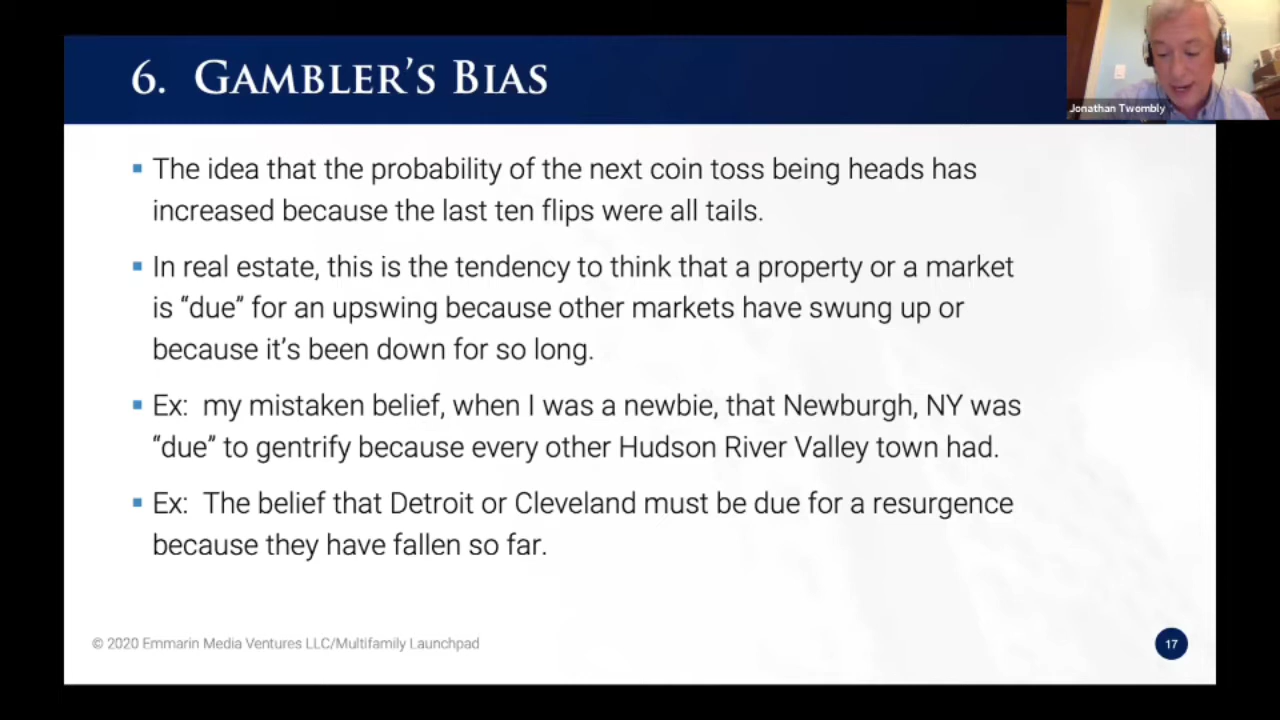 6. GAMBLER'S BIAS
Jonathan Twombly
▪ The idea that the probability of the next coin toss being heads has
increased because the last ten flips were all tails.
▪ In real estate, this is the tendency to think that a property or a market
is “due” for an upswing because other markets have swung up or
because it’s been down for so long.
▪ Ex:  my mistaken belief, when I was a newbie, that Newburgh, NY was
“due” to gentrify because every other Hudson River Valley town had.
▪ Ex:  The belief that Detroit or Cleveland must be due for a resurgence
because they have fallen so far.
© 2020 Emmarin Media Ventures LLC/Multifamily Launchpad
17